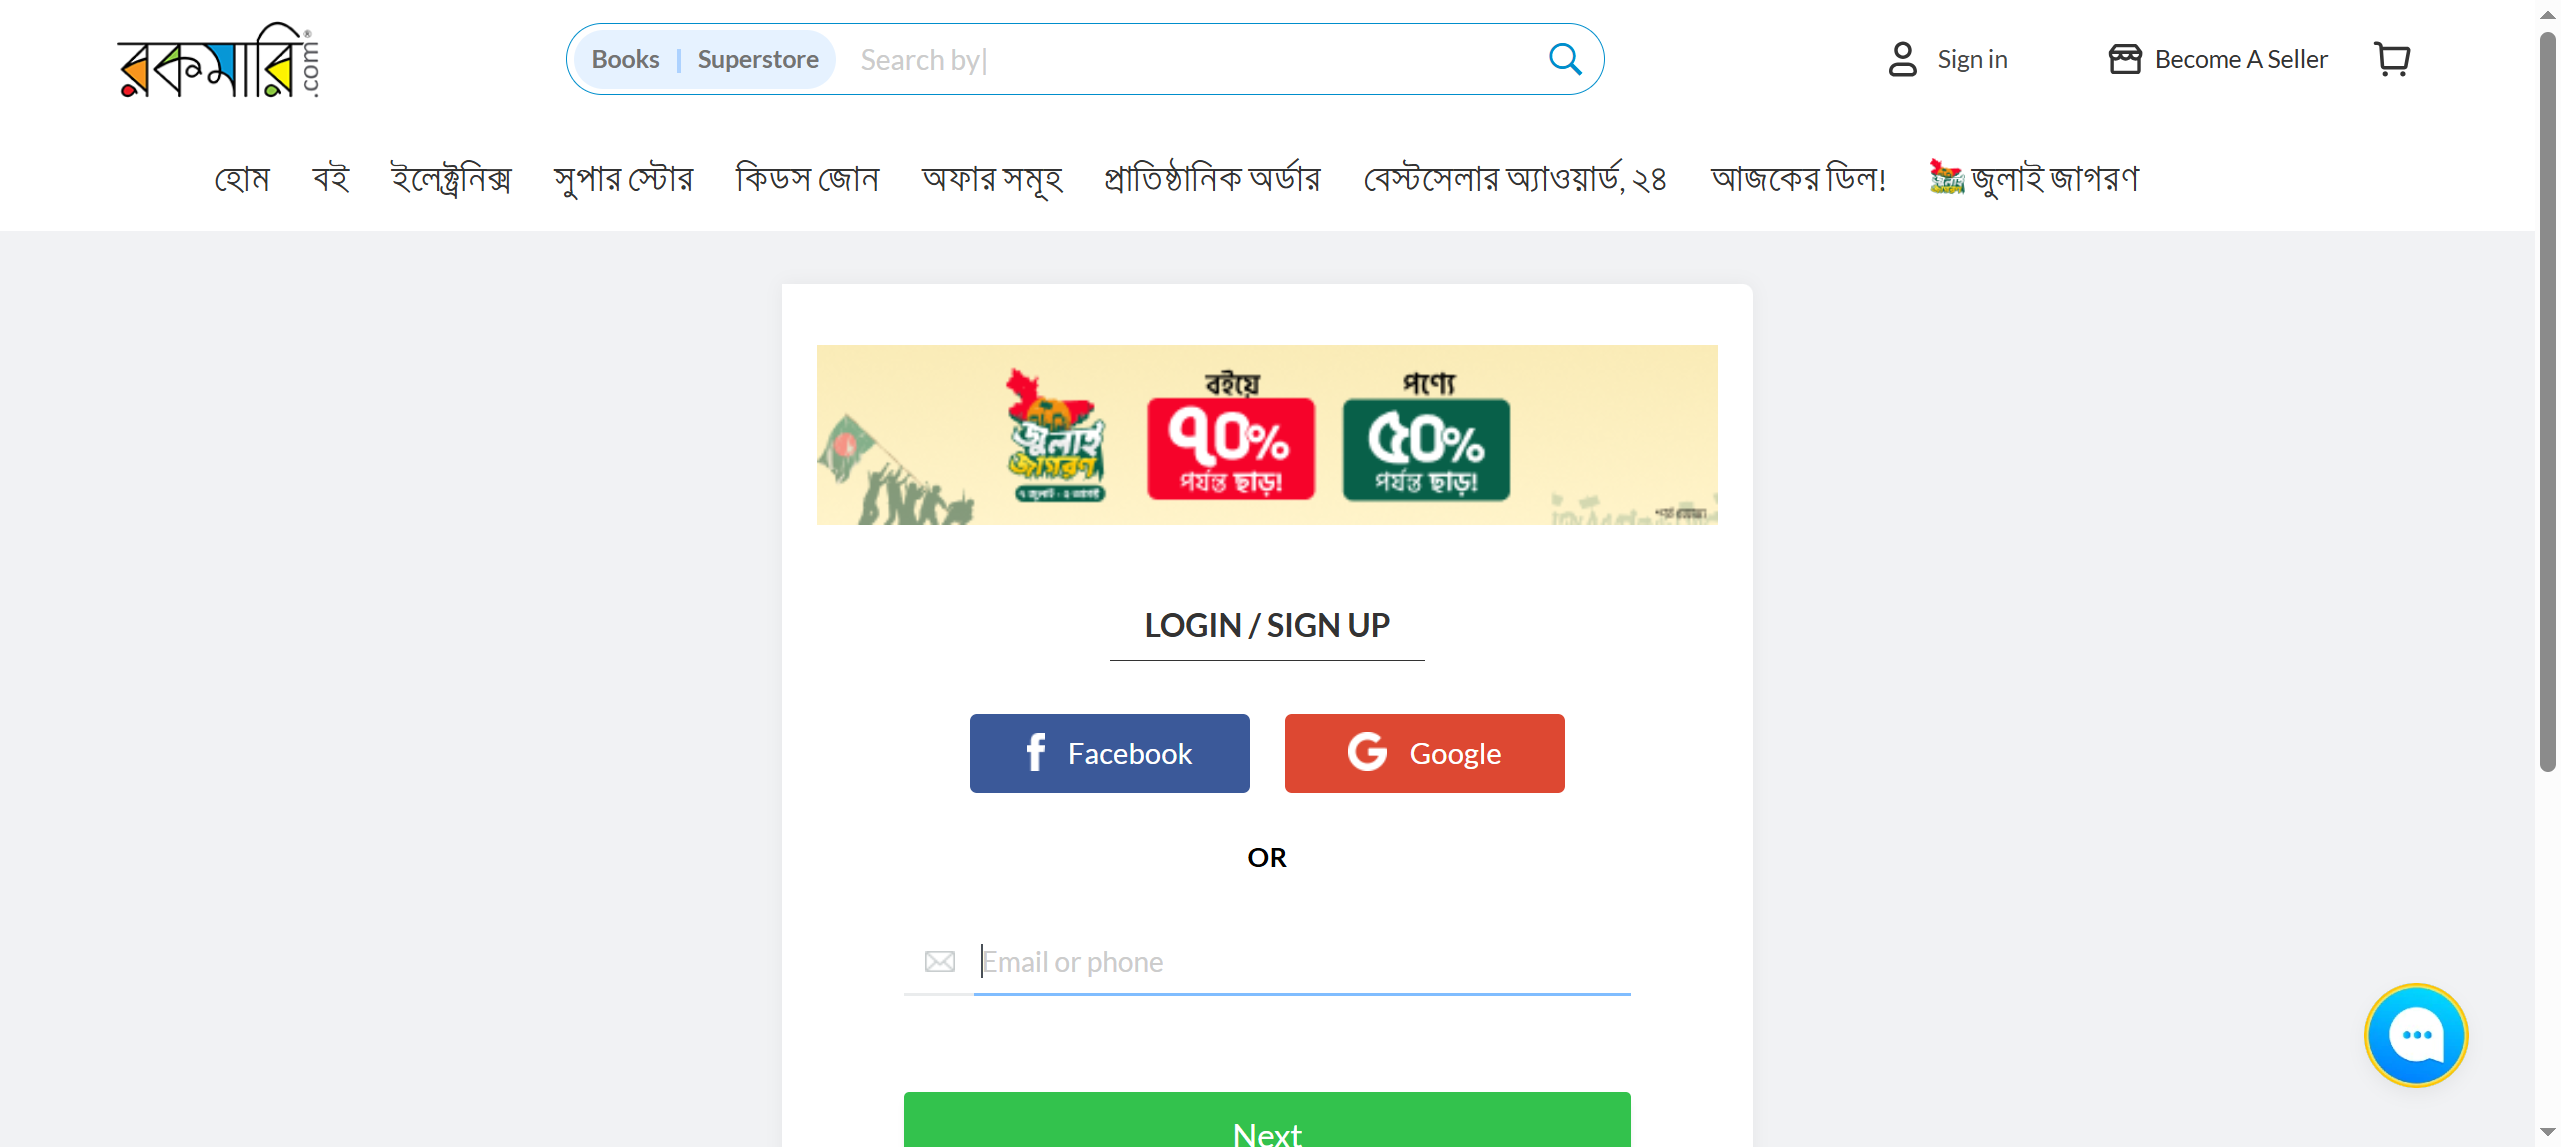 রকমারি.com®
Books | Superstore Search by
Sign in
Become A Seller
হোম বই ইলেক্ট্রনিক্স সুপার স্টোর কিডস জোন অফার সমূহ প্রাতিষ্ঠানিক অর্ডার বেস্টসেলার অ্যাওয়ার্ড, ২৪ আজকের ডিল! জুলাই জাগরণ
জুলাই
জাগরণ
বইয়ে
৭০%
পর্যন্ত ছাড়!
পণ্যে
৫০%
পর্যন্ত ছাড়!
LOGIN / SIGN UP
Facebook
Google
OR
Email or phone
Next